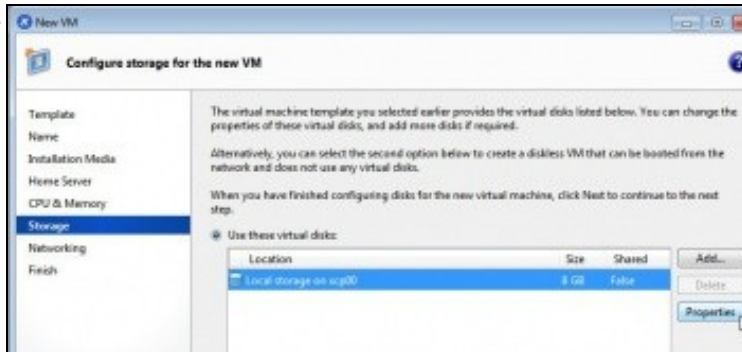 New VM
Configure storage for the new VM
?
Template
Name
Installation Media
Home Server
CPU & Memory
Storage
Networking
Finish
The virtual machine template you selected earlier provides the virtual disks listed below. You can change the
properties of these virtual disks, and add more disks if required.
Alternatively, you can select the second option below to create a diskless VM that can be booted from the
network and does not use any virtual disks.
When you have finished configuring disks for the new virtual machine, click Next to continue to the next
step.
Use these virtual disks:
Location Size Shared
Local storage on xcp00 8 GB False
Add...
Delete
Properties